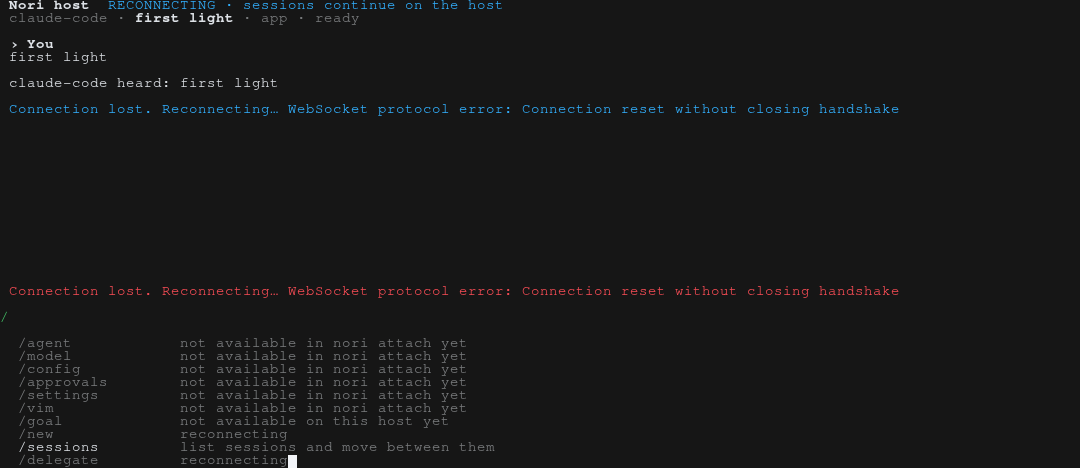 Nori host  RECONNECTING · sessions continue on the host
claude-code · first light · app · ready
› You
first light
claude-code heard: first light
Connection lost. Reconnecting… WebSocket protocol error: Connection reset without closing handshake
Connection lost. Reconnecting… WebSocket protocol error: Connection reset without closing handshake
/
/agent            not available in nori attach yet
/model            not available in nori attach yet
/config           not available in nori attach yet
/approvals        not available in nori attach yet
/settings         not available in nori attach yet
/vim              not available in nori attach yet
/goal             not available on this host yet
/new              reconnecting
/sessions         list sessions and move between them
/delegate         reconnecting